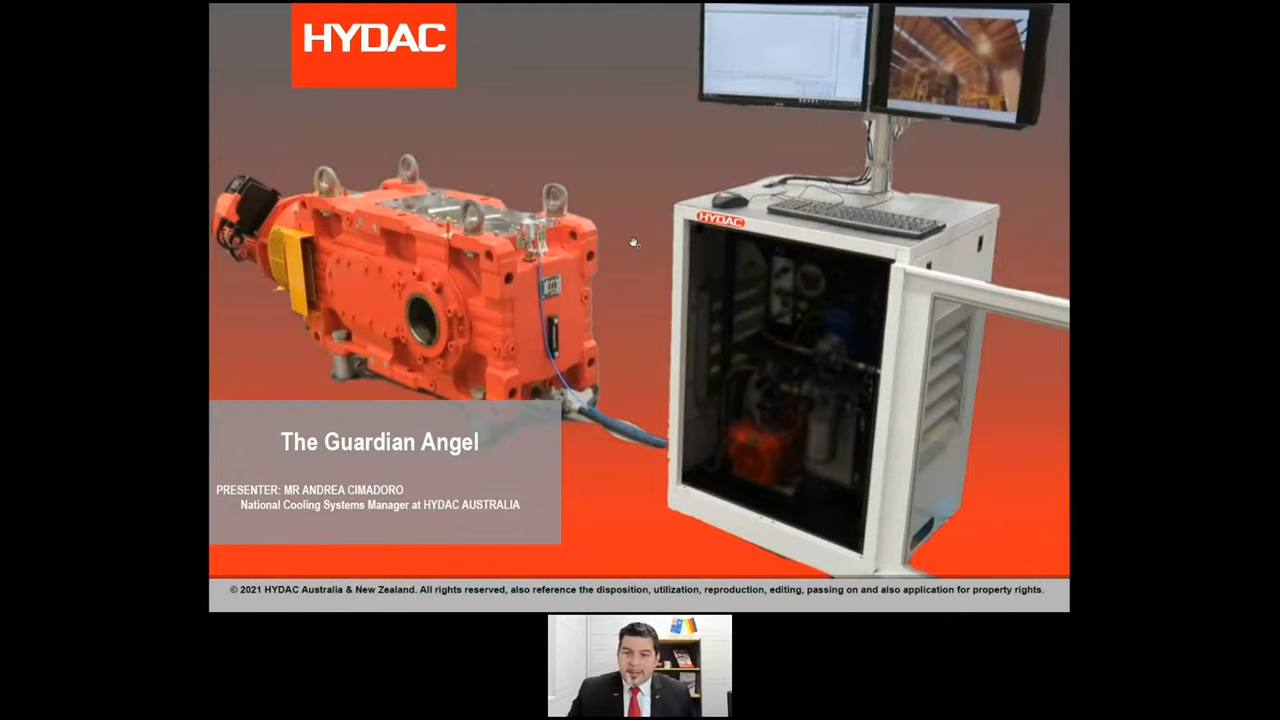 HYDAC
HYDAC
The Guardian Angel
PRESENTER: MR ANDREA CIMADORO
National Cooling Systems Manager at HYDAC AUSTRALIA
© 2021 HYDAC Australia & New Zealand. All rights reserved, also reference the disposition, utilization, reproduction, editing, passing on and also application for property rights.